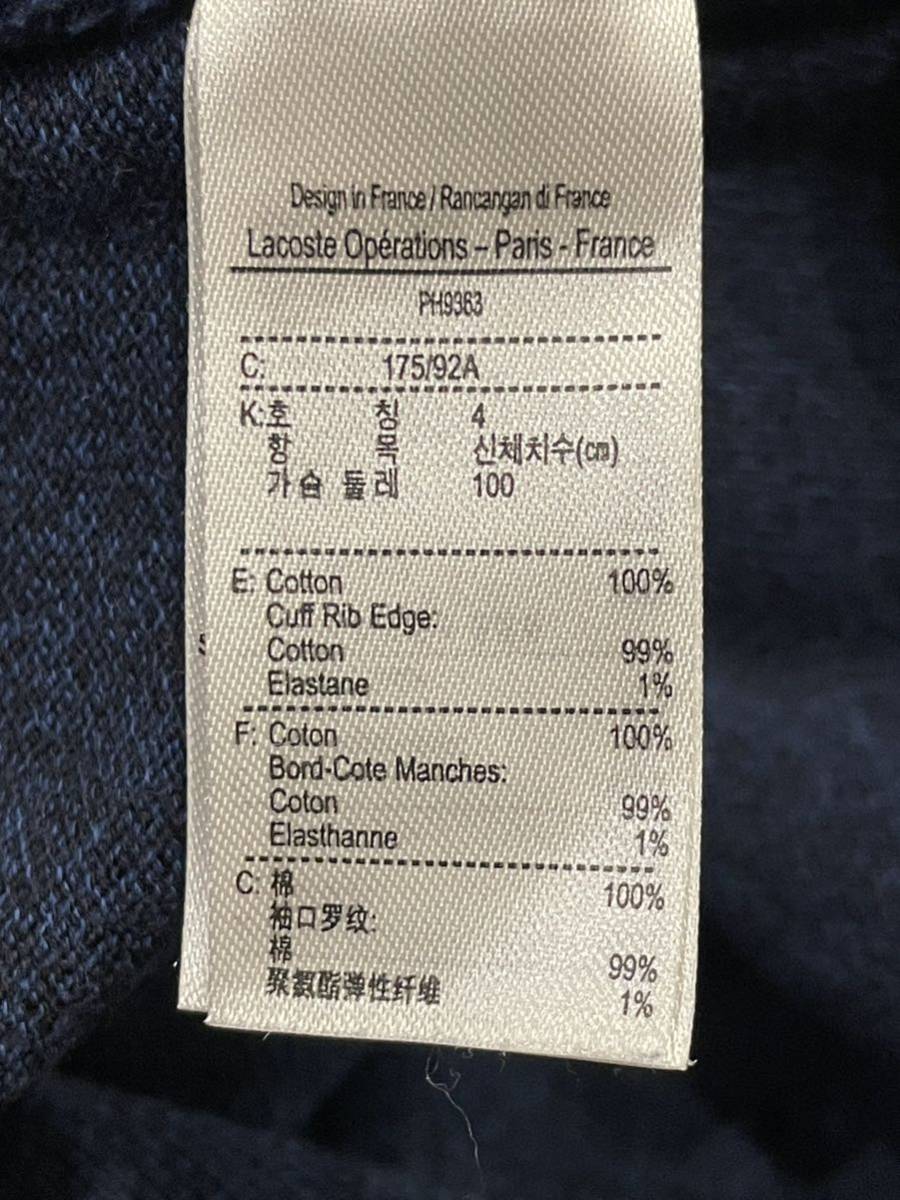 Design in France / Rancangan di France
Lacoste Opérations – Paris - France
PH9363
C: 175/92A
K:호 칭 4
항 목 신체치수(㎝)
가슴 둘레 100
E: Cotton 100%
Cuff Rib Edge:
Cotton 99%
Elastane 1%
F: Coton 100%
Bord-Cote Manches:
Coton 99%
Elasthanne 1%
C: 棉 100%
袖口罗纹:
棉 99%
聚氨酯弹性纤维 1%